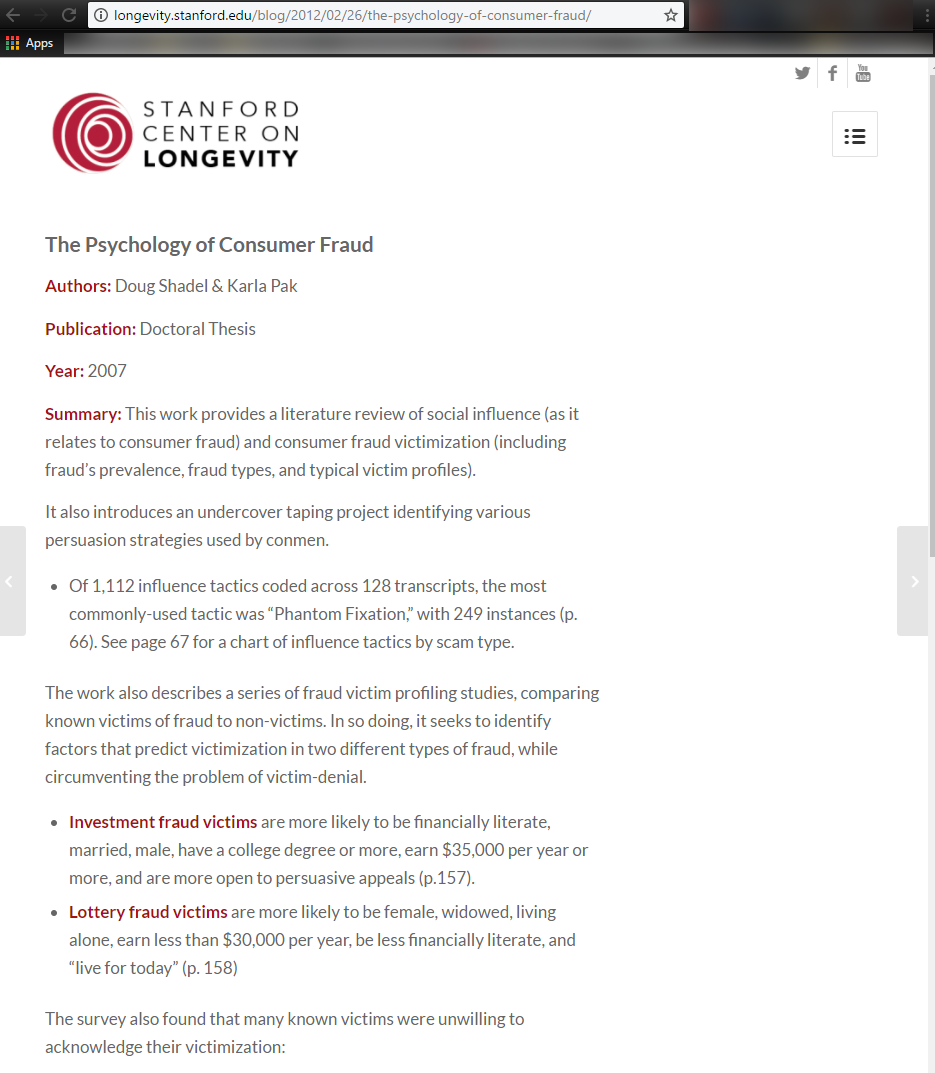 longevity.stanford.edu/blog/2012/02/26/the-psychology-of-consumer-fraud/
Apps
You
Tube
STANFORD
CENTER ON
LONGEVITY
The Psychology of Consumer Fraud
Authors: Doug Shadel & Karla Pak
Publication: Doctoral Thesis
Year: 2007
Summary: This work provides a literature review of social influence (as it
relates to consumer fraud) and consumer fraud victimization (including
fraud’s prevalence, fraud types, and typical victim profiles).
It also introduces an undercover taping project identifying various
persuasion strategies used by conmen.
• Of 1,112 influence tactics coded across 128 transcripts, the most
commonly-used tactic was “Phantom Fixation,” with 249 instances (p.
66). See page 67 for a chart of influence tactics by scam type.
The work also describes a series of fraud victim profiling studies, comparing
known victims of fraud to non-victims. In so doing, it seeks to identify
factors that predict victimization in two different types of fraud, while
circumventing the problem of victim-denial.
• Investment fraud victims are more likely to be financially literate,
married, male, have a college degree or more, earn $35,000 per year or
more, and are more open to persuasive appeals (p.157).
• Lottery fraud victims are more likely to be female, widowed, living
alone, earn less than $30,000 per year, be less financially literate, and
“live for today” (p. 158)
The survey also found that many known victims were unwilling to
acknowledge their victimization: